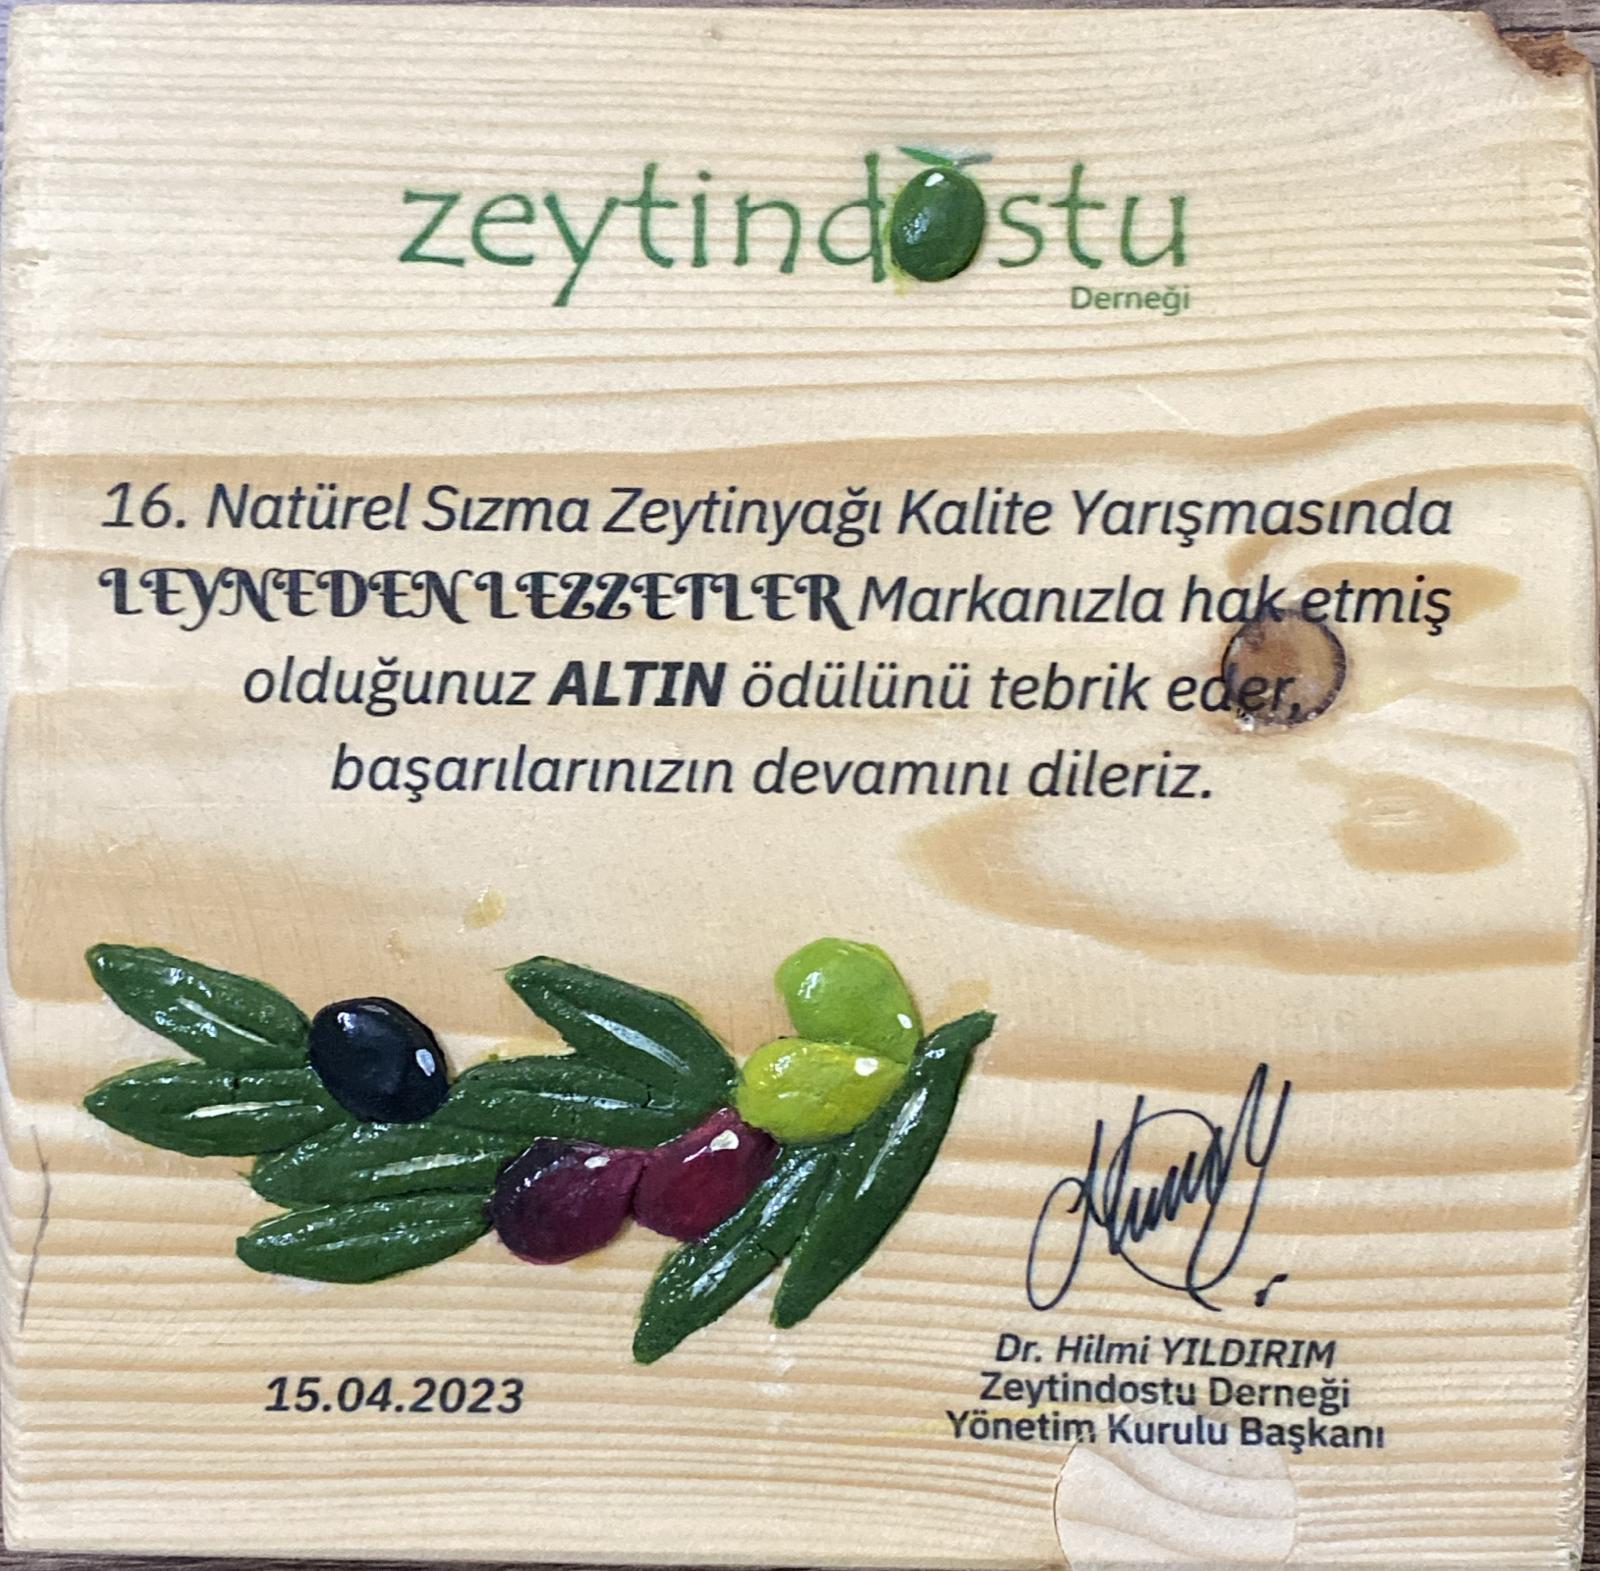 zeytindostu
Derneği
16. Natürel Sızma Zeytinyağı Kalite Yarışmasında
LEYNEDEN LEZZETLER Markanızla hak etmiş
olduğunuz ALTIN ödülünü tebrik eder,
başarılarınızın devamını dileriz.
15.04.2023
Dr. Hilmi YILDIRIM
Zeytindostu Derneği
Yönetim Kurulu Başkanı